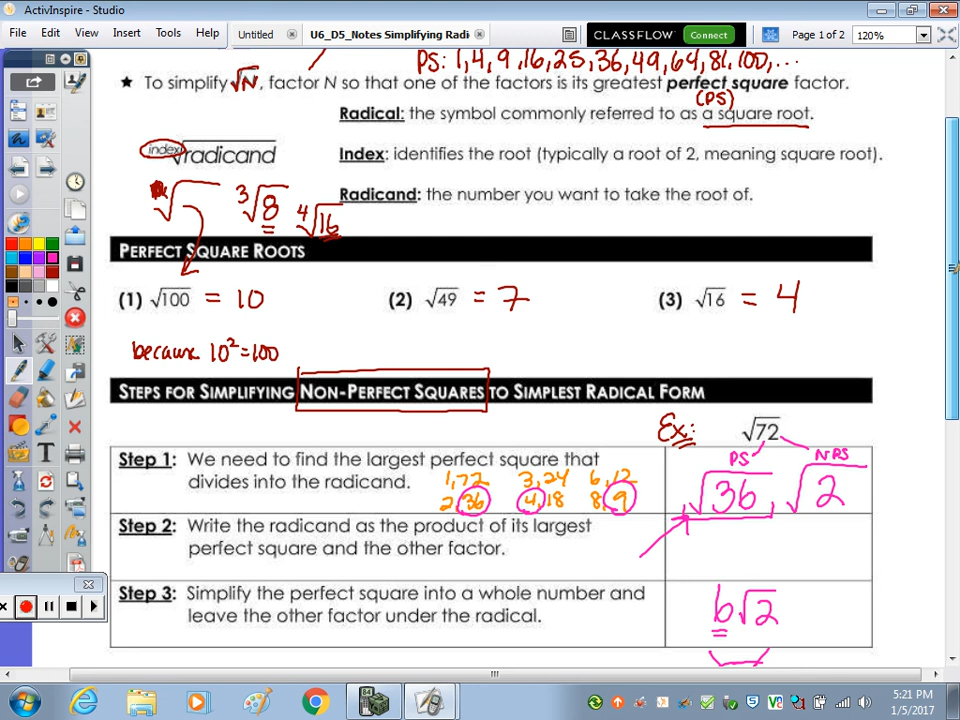 ActivInspire - Studio
File Edit View Insert Tools Help
Untitled
U6_D5_Notes Simplifying Radi
CLASSFLOW Connect
Page 1 of 2
120%
PS: 1, 4, 9, 16, 25, 36, 49, 64, 81, 100, ...
★ To simplify √N, factor N so that one of the factors is its greatest perfect square factor.
(PS)
Radical: the symbol commonly referred to as a square root.
index√radicand
Index: identifies the root (typically a root of 2, meaning square root).
Radicand: the number you want to take the root of.
3√8 4√16
PERFECT SQUARE ROOTS
(1) √100 = 10 (2) √49 = 7 (3) √16 = 4
because 10² = 100
STEPS FOR SIMPLIFYING NON-PERFECT SQUARES TO SIMPLEST RADICAL FORM
Ex: √72
PS NPS
Step 1: We need to find the largest perfect square that
divides into the radicand.
1, 72 3, 24 6, 12
2, 36 4, 18 8, 9
√36 √2
Step 2: Write the radicand as the product of its largest
perfect square and the other factor.
Step 3: Simplify the perfect square into a whole number and
leave the other factor under the radical.
6√2
5:21 PM
1/5/2017